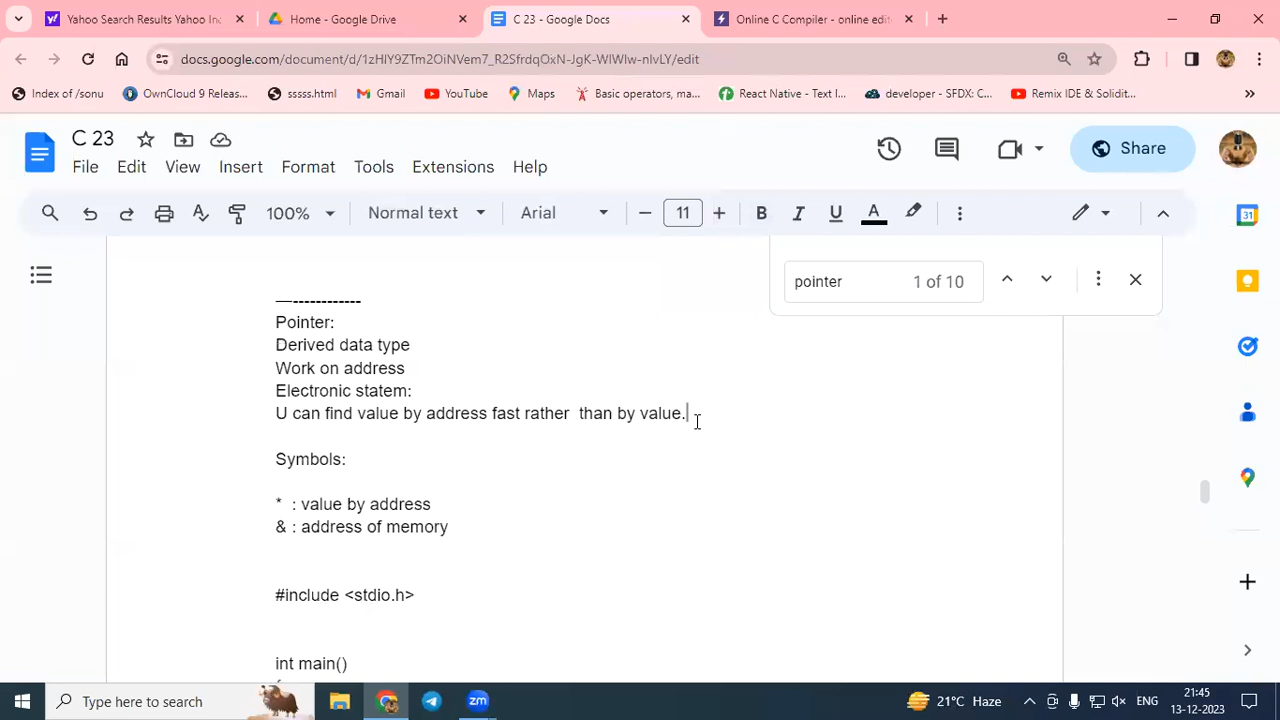 Yahoo Search Results Yahoo In
Home - Google Drive
C 23 - Google Docs
Online C Compiler - online edit
docs.google.com/document/d/1zHIY9ZTm2OiNVem7_R2SfrdqOxN-JgK-WIWIw-nIvLY/edit
Index of /sonu
OwnCloud 9 Releas...
sssss.html
Gmail
YouTube
Maps
Basic operators, ma...
React Native - Text I...
developer - SFDX: C...
Remix IDE & Solidit...
C 23
Share
File Edit View Insert Format Tools Extensions Help
100% Normal text Arial 11 B I U A
31
pointer 1 of 10
—------------
Pointer:
Derived data type
Work on address
Electronic statem:
U can find value by address fast rather  than by value.
Symbols:
*  : value by address
& : address of memory
#include <stdio.h>
int main()
Type here to search
zm
21°C Haze
ENG
21:45
13-12-2023